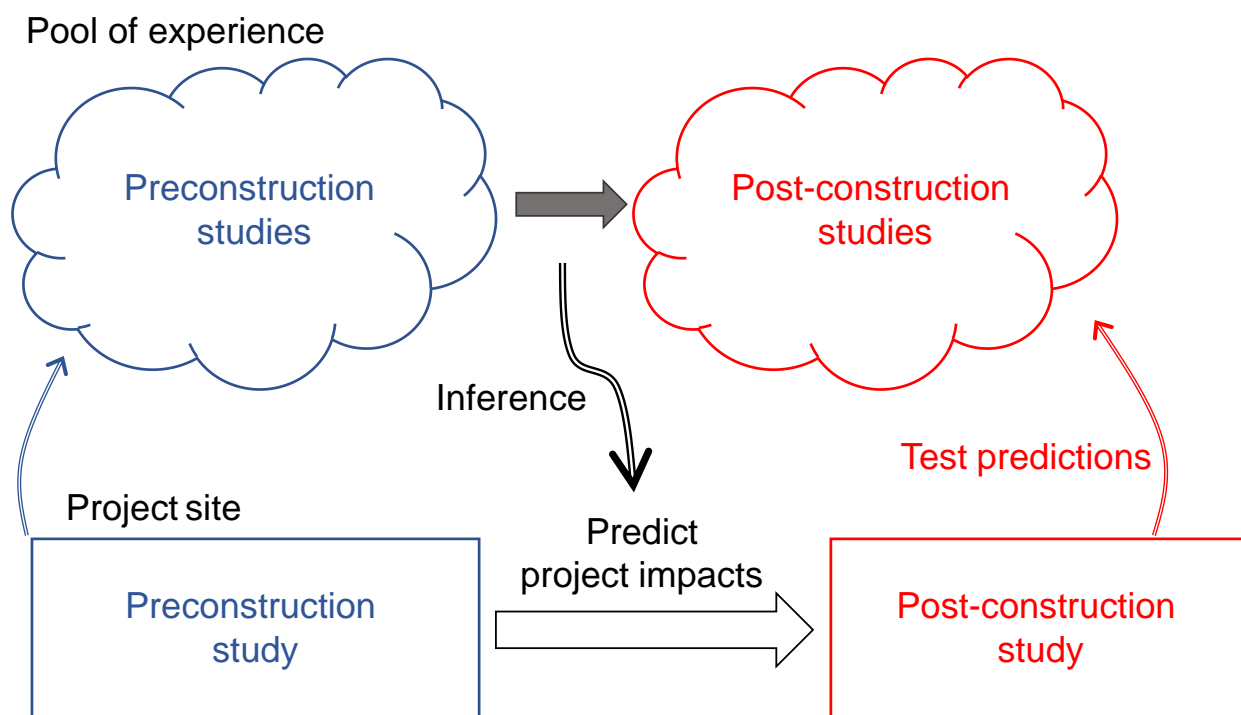 Pool of experience
Preconstruction
studies
Post-construction
studies
Inference
Test predictions
Project site
Predict
project impacts
Preconstruction
study
Post-construction
study